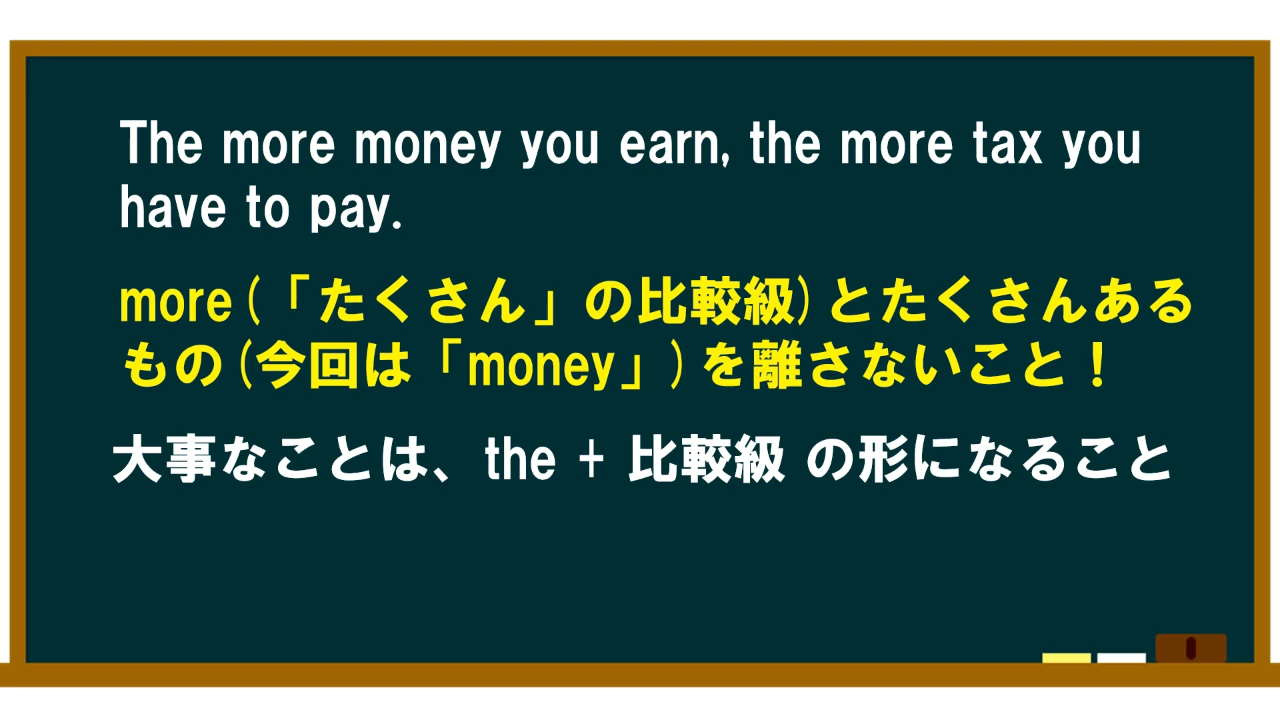 The more money you earn, the more tax you
have to pay.
more(「たくさん」の比較級)とたくさんある
もの(今回は「money」)を離さないこと！
大事なことは、the + 比較級 の形になること